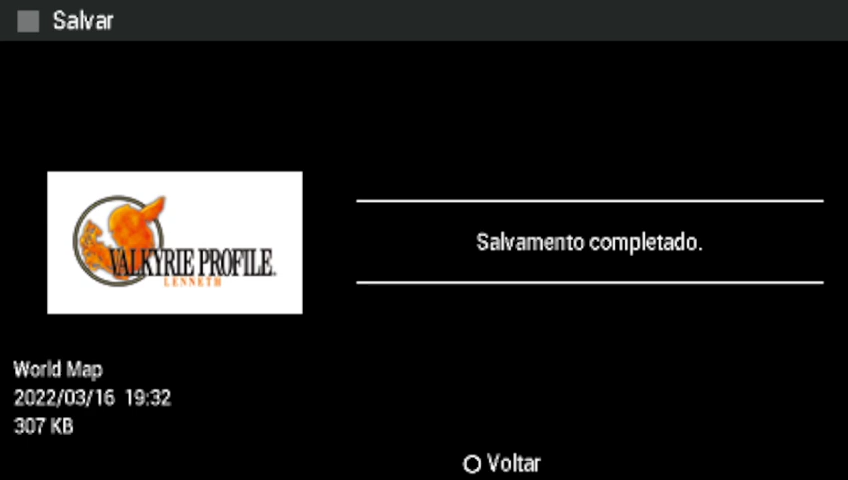 Salvar
VALKYRIE PROFILE.
LENNETH
Salvamento completado.
World Map
2022/03/16 19:32
307 KB
Voltar